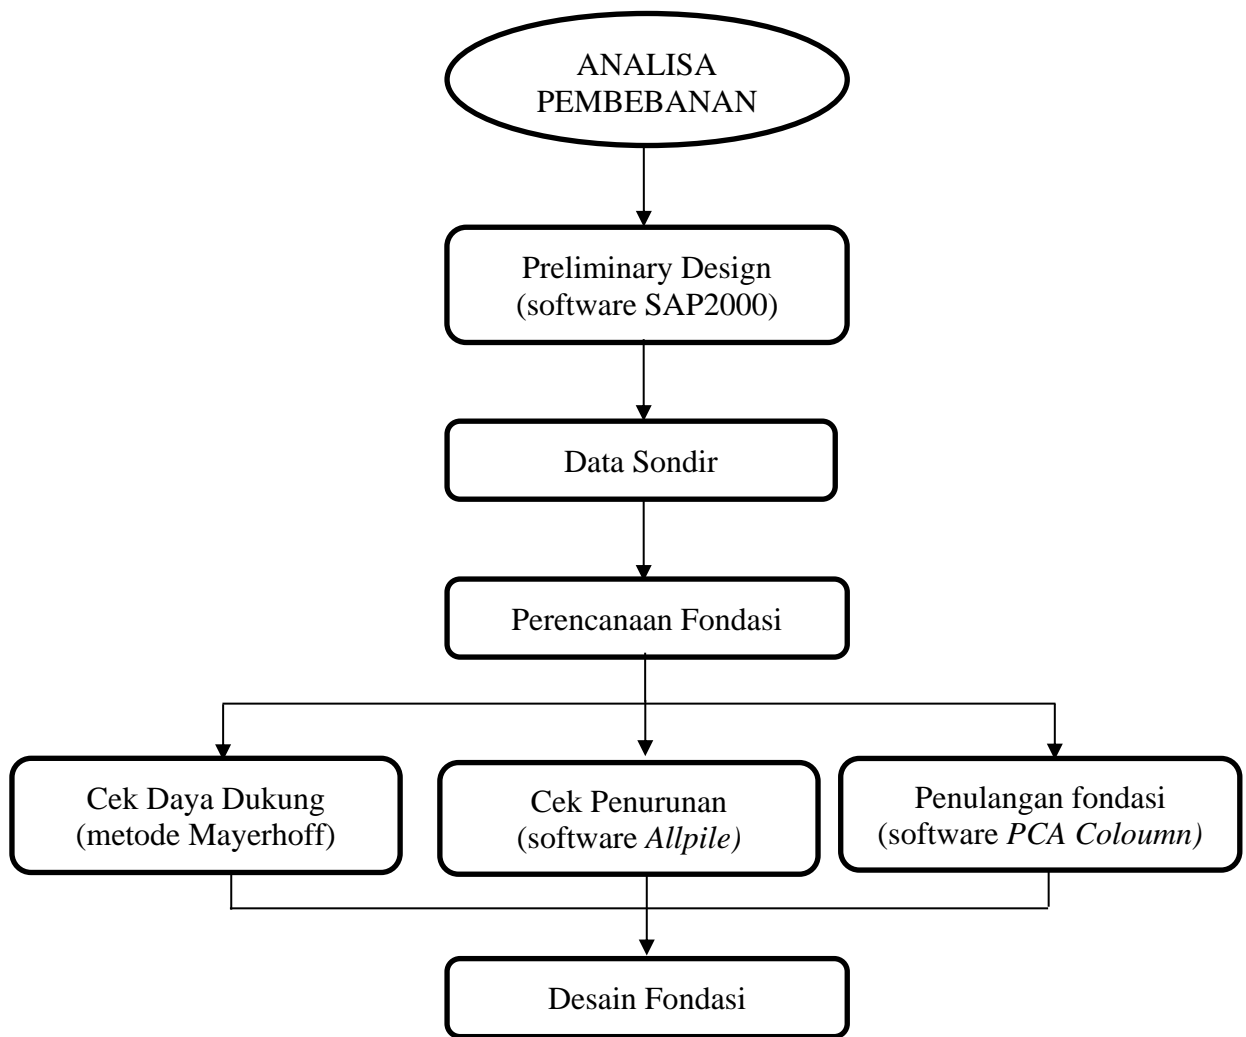 ANALISA
PEMBEBANAN
Preliminary Design
(software SAP2000)
Data Sondir
Perencanaan Fondasi
Cek Daya Dukung
(metode Mayerhoff)
Cek Penurunan
(software Allpile)
Penulangan fondasi
(software PCA Coloumn)
Desain Fondasi